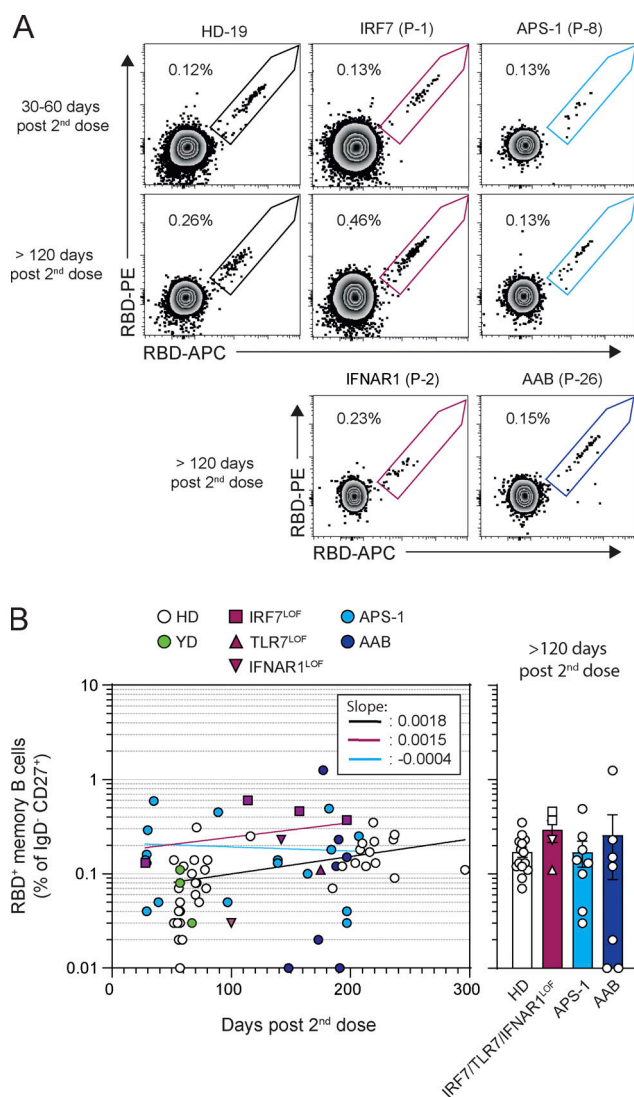 A
HD-19
IRF7 (P-1)
APS-1 (P-8)
30-60 days
post 2nd dose
0.12%
0.13%
0.13%
> 120 days
post 2nd dose
0.26%
0.46%
0.13%
RBD-PE
RBD-APC
IFNAR1 (P-2)
AAB (P-26)
> 120 days
post 2nd dose
0.23%
0.15%
RBD-PE
RBD-APC
B
HD
IRF7LOF
APS-1
YD
TLR7LOF
AAB
IFNAR1LOF
>120 days
post 2nd dose
Slope:
: 0.0018
: 0.0015
: -0.0004
RBD+ memory B cells
(% of IgD- CD27+)
10
1
0.1
0.01
0
100
200
300
Days post 2nd dose
HD
IRF7/TLR7/IFNAR1LOF
APS-1
AAB